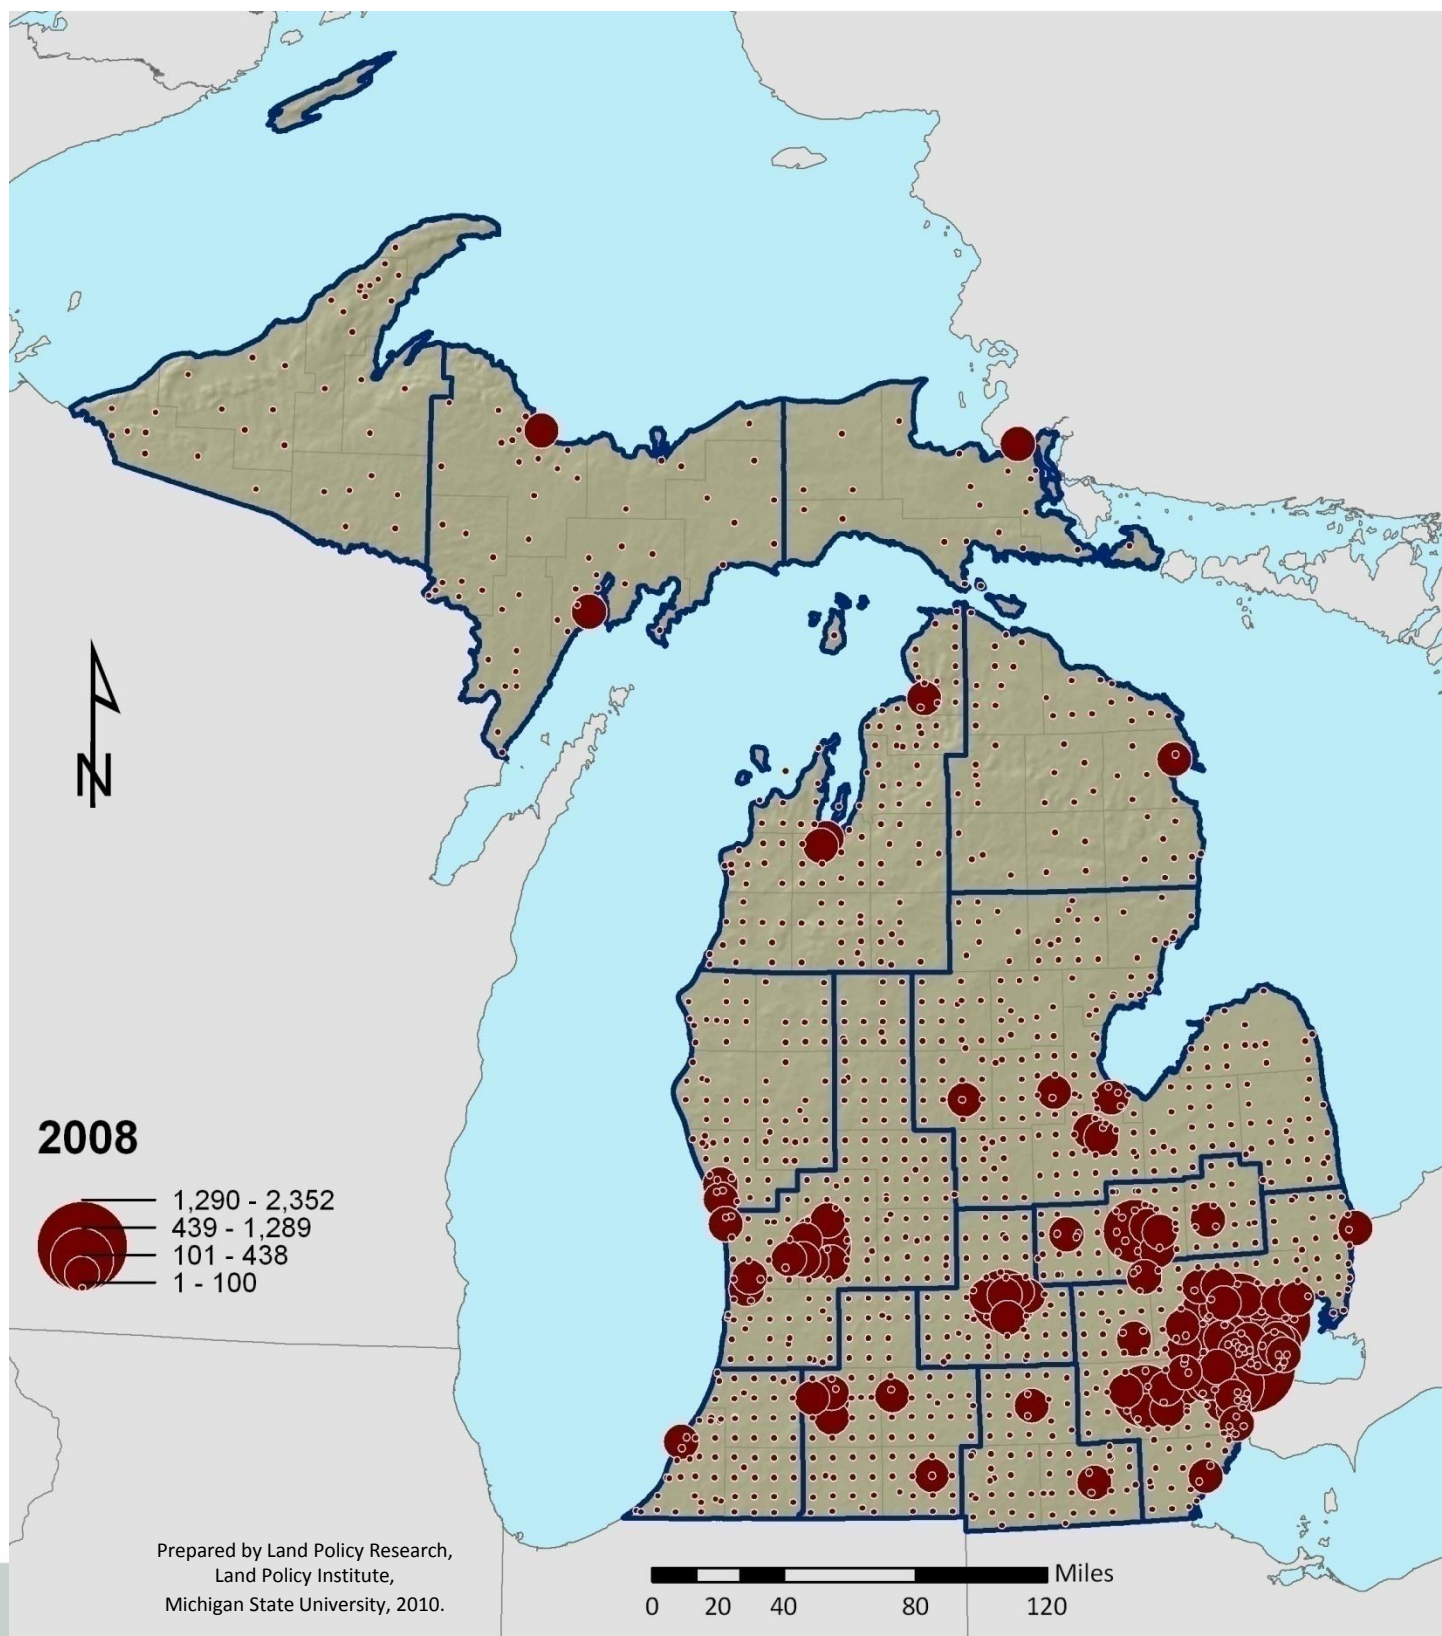 N
2008
1,290 - 2,352
439 - 1,289
101 - 438
1 - 100
Prepared by Land Policy Research,
Land Policy Institute,
Michigan State University, 2010.
Miles
0 20 40 80 120